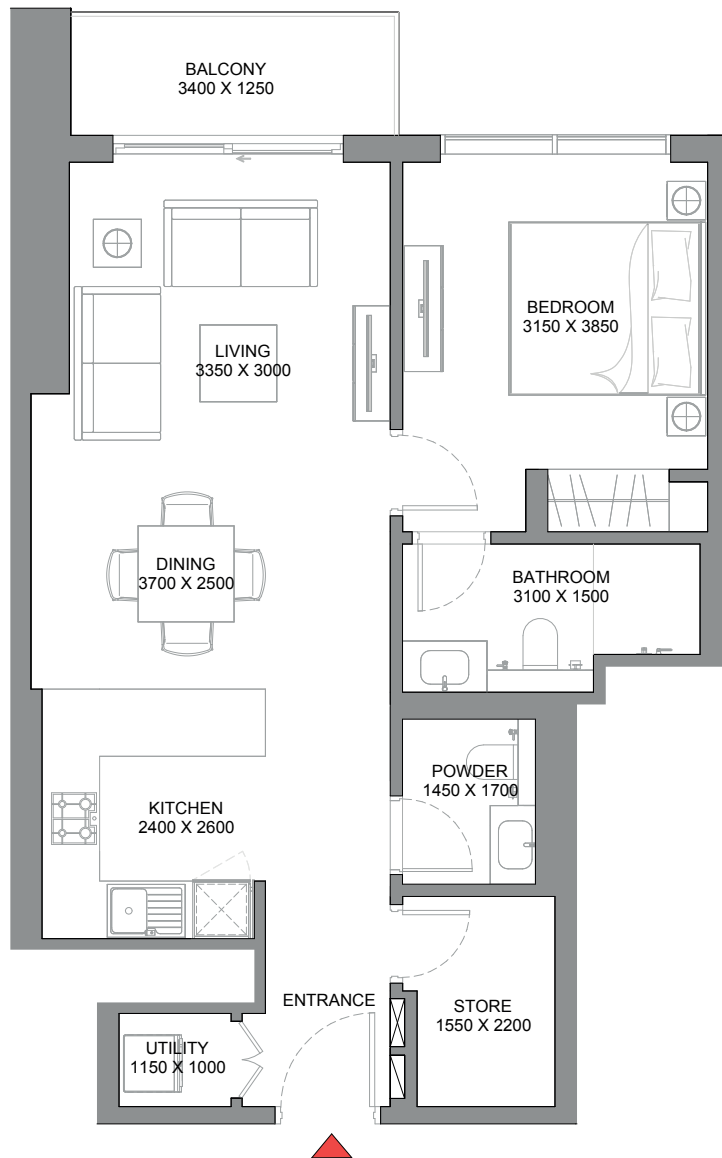 BALCONY
3400 X 1250
BEDROOM
3150 X 3850
LIVING
3350 X 3000
DINING
3700 X 2500
BATHROOM
3100 X 1500
POWDER
1450 X 1700
KITCHEN
2400 X 2600
ENTRANCE
STORE
1550 X 2200
UTILITY
1150 X 1000